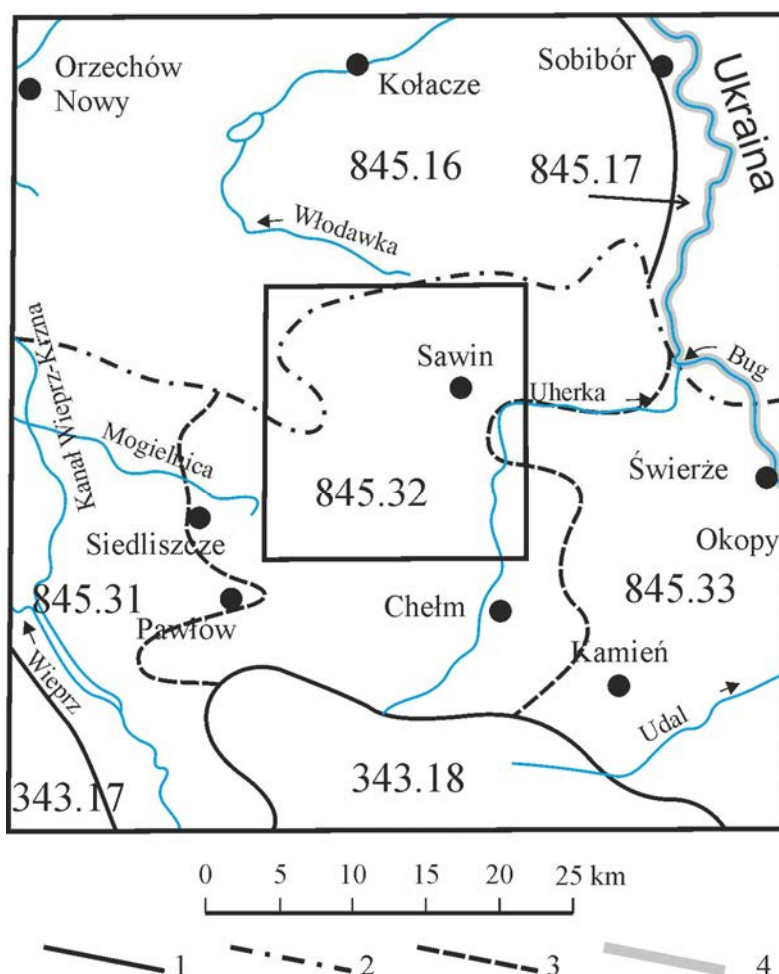 Orzechów
Nowy
Kołacze
Sobibór
Ukraina
845.16
845.17
Włodawka
Kanał Wieprz-Krzna
Sawin
Bug
Uherka
Mogielnica
Świerże
845.32
Siedliszcze
Okopy
845.31
Pawłów
Chełm
845.33
Kamień
Wieprz
Udal
343.17
343.18
0 5 10 15 20 25 km
1 2 3 4